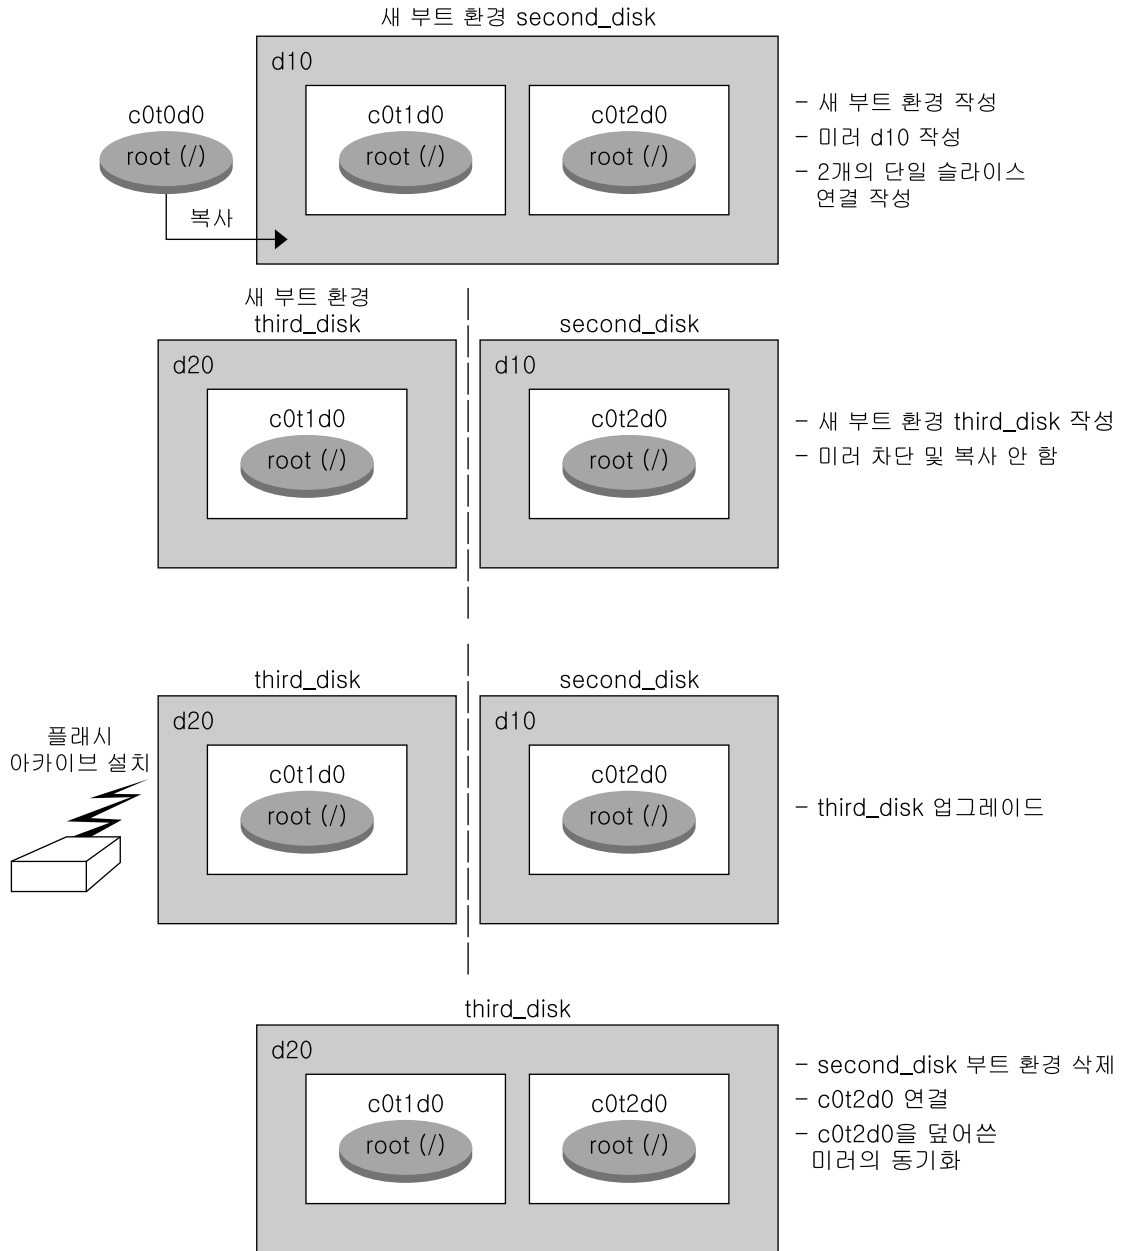 새 부트 환경 second_disk
d10
c0t0d0
root (/)
복사
c0t1d0
root (/)
c0t2d0
root (/)
- 새 부트 환경 작성
- 미러 d10 작성
- 2개의 단일 슬라이스
연결 작성
새 부트 환경
third_disk
second_disk
d20
c0t1d0
root (/)
d10
c0t2d0
root (/)
- 새 부트 환경 third_disk 작성
- 미러 차단 및 복사 안 함
third_disk
second_disk
플래시
아카이브 설치
d20
c0t1d0
root (/)
d10
c0t2d0
root (/)
- third_disk 업그레이드
third_disk
d20
c0t1d0
root (/)
c0t2d0
root (/)
- second_disk 부트 환경 삭제
- c0t2d0 연결
- c0t2d0을 덮어쓴
미러의 동기화